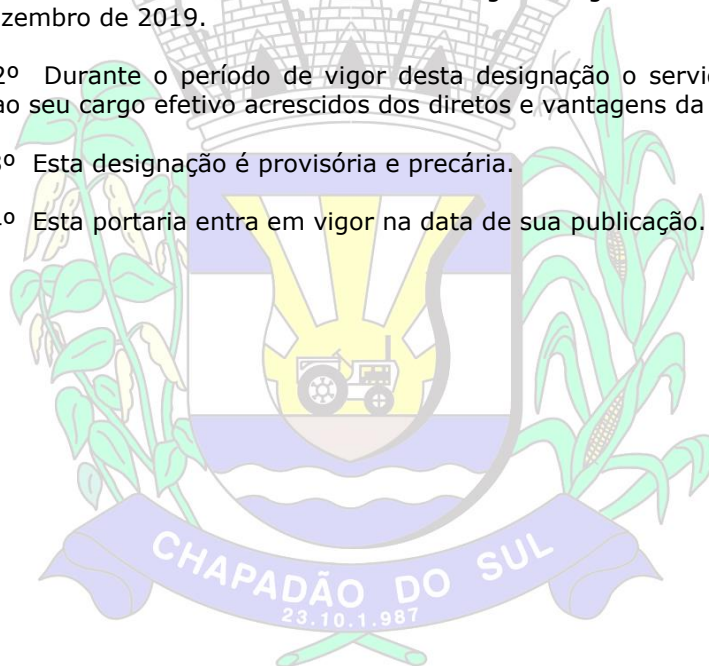 zembro de 2019.
2º Durante o período de vigor desta designação o servi
ao seu cargo efetivo acrescidos dos diretos e vantagens da
º Esta designação é provisória e precária.
º Esta portaria entra em vigor na data de sua publicação.
CHAPADÃO DO SUL
23.10.1.987